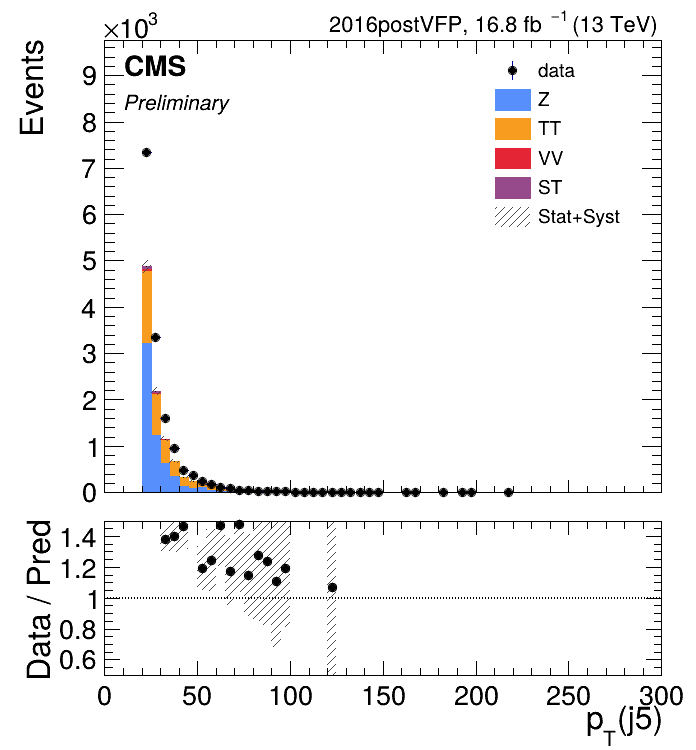 ×10³
2016postVFP, 16.8 fb ⁻¹ (13 TeV)
CMS
Preliminary
Events
9
8
7
6
5
4
3
2
1
0
data
Z
TT
VV
ST
Stat+Syst
Data / Pred
1.4
1.2
1
0.8
0.6
0 50 100 150 200 250 300
p_T(j5)